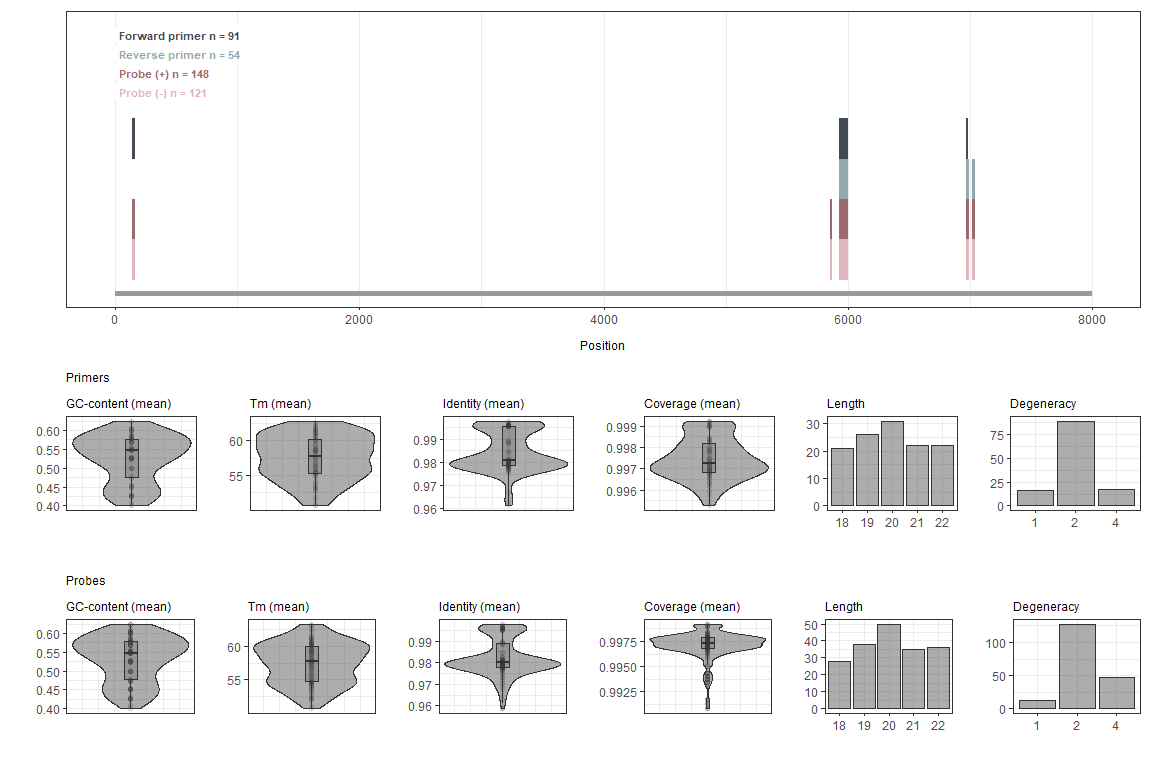 Forward primer n = 91
Reverse primer n = 54
Probe (+) n = 148
Probe (-) n = 121
0 2000 4000 6000 8000
Position
Primers
GC-content (mean) Tm (mean) Identity (mean) Coverage (mean) Length Degeneracy
0.60 0.55 0.50 0.45 0.40
60 55
0.99 0.98 0.97 0.96
0.999 0.998 0.997 0.996
30 20 10 0
18 19 20 21 22
75 50 25 0
1 2 4
Probes
GC-content (mean) Tm (mean) Identity (mean) Coverage (mean) Length Degeneracy
0.60 0.55 0.50 0.45 0.40
60 55
0.99 0.98 0.97 0.96
0.9975 0.9950 0.9925
50 40 30 20 10 0
18 19 20 21 22
100 50 0
1 2 4